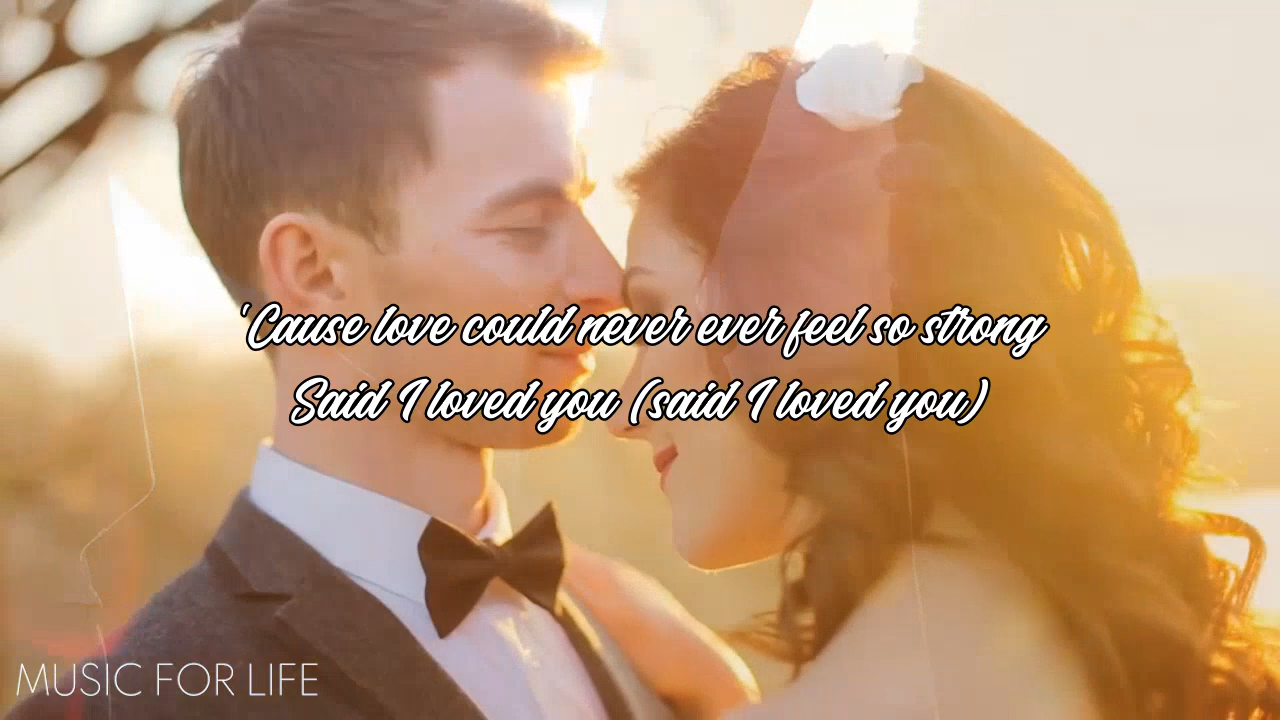 'Cause love could never ever feel so strong
Said I loved you (said I loved you)
MUSIC FOR LIFE